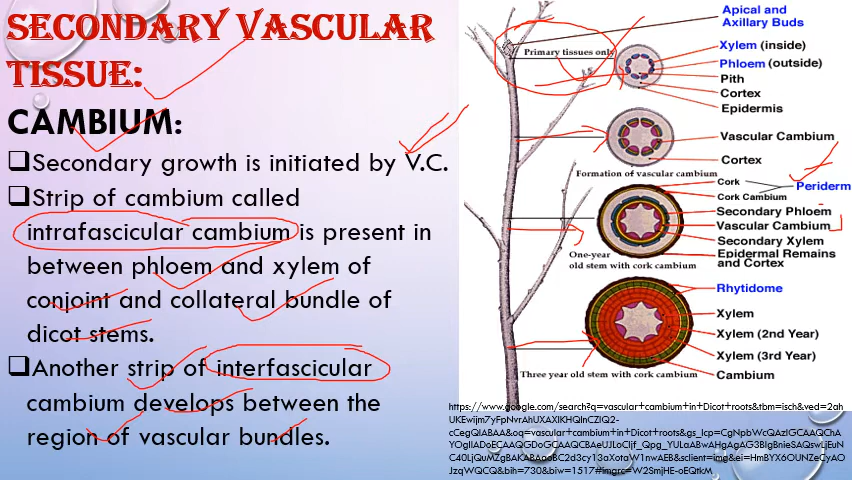 SECONDARY VASCULAR
TISSUE:
CAMBIUM:
Secondary growth is initiated by V.C.
Strip of cambium called
intrafascicular cambium is present in
between phloem and xylem of
conjoint and collateral bundle of
dicot stems.
Another strip of interfascicular
cambium develops between the
region of vascular bundles.
Apical and
Axillary Buds
Primary tissues only
Xylem (inside)
Phloem (outside)
Pith
Cortex
Epidermis
Vascular Cambium
Cortex
Formation of vascular cambium
Cork
Cork Cambium
Periderm
Secondary Phloem
Vascular Cambium
Secondary Xylem
Epidermal Remains
and Cortex
One-year
old stem with cork cambium
Rhytidome
Xylem
Xylem (2nd Year)
Xylem (3rd Year)
Cambium
Three year old stem with cork cambium
https://www.google.com/search?q=vascular+cambium+in+Dicot+roots&tbm=isch&ved=2ah